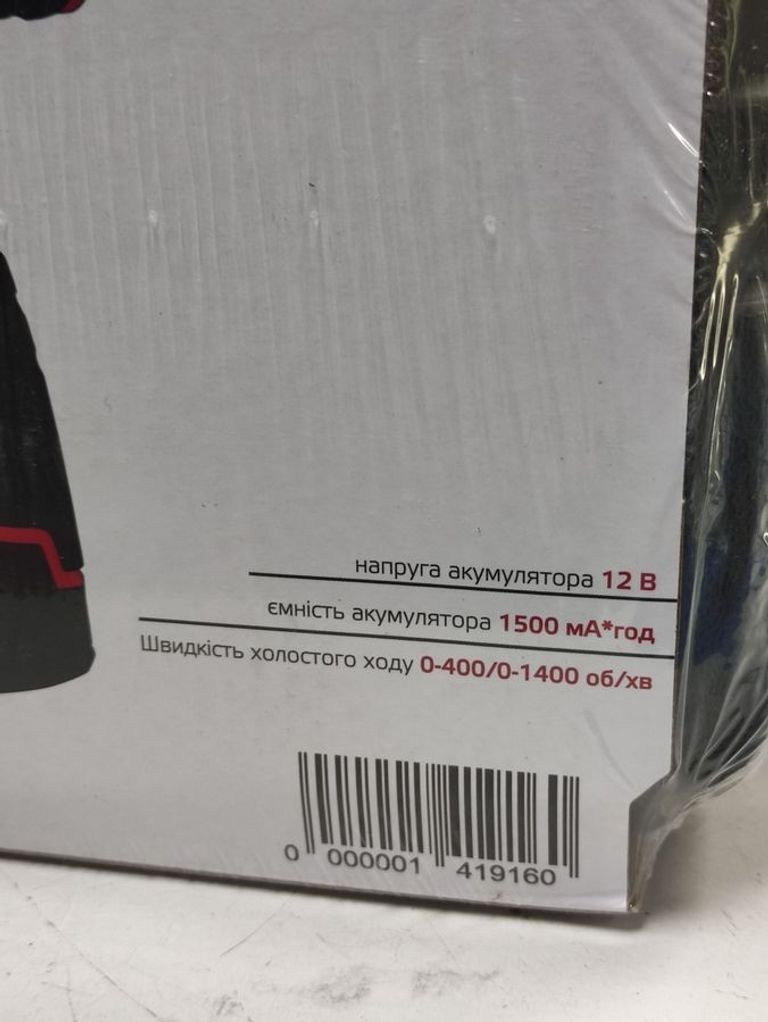 напруга акумулятора 12 В
ємність акумулятора 1500 мА*год
Швидкість холостого ходу 0-400/0-1400 об/хв
0 000001 419160